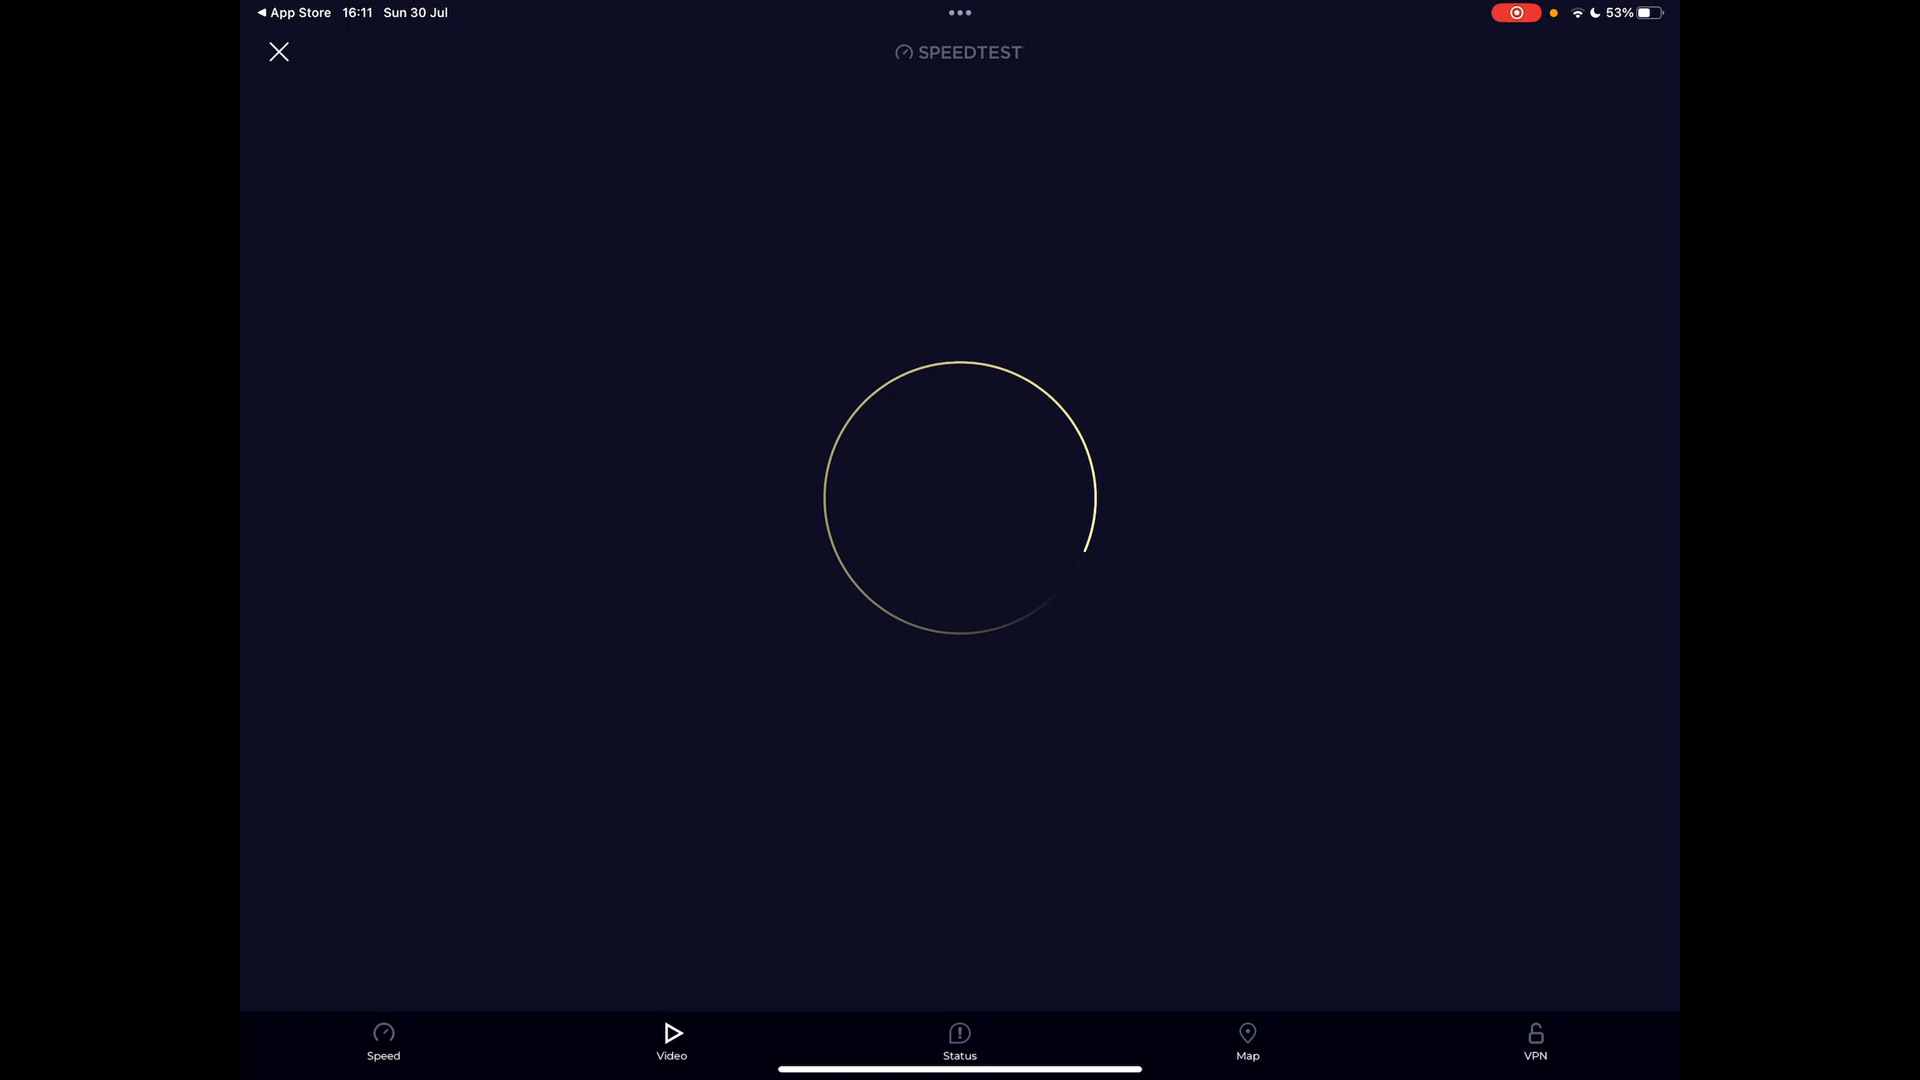 ◀ App Store 16:11 Sun 30 Jul
53%
SPEEDTEST
Speed
Video
Status
Map
VPN